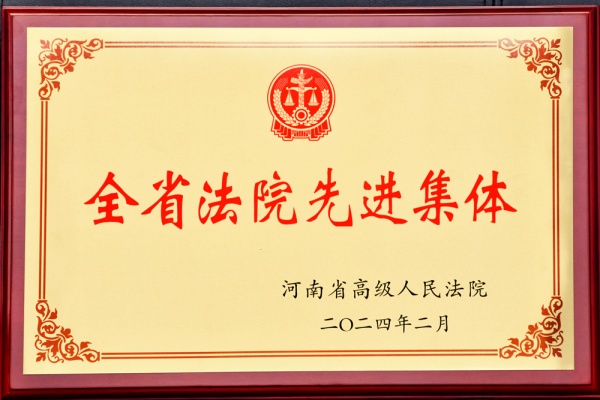 全省法院先进集体
河南省高级人民法院
二〇二四年二月